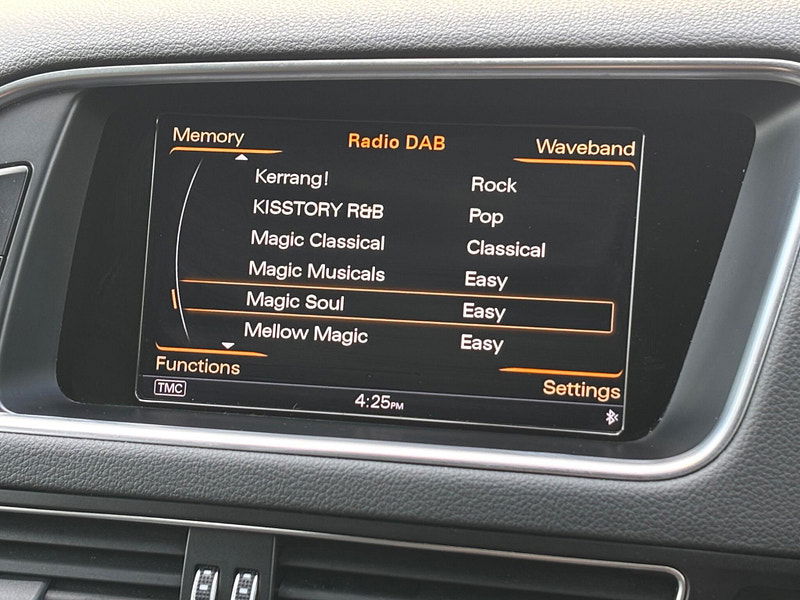 Memory Radio DAB Waveband
Kerrang! Rock
KISSTORY R&B Pop
Magic Classical Classical
Magic Musicals Easy
Magic Soul Easy
Mellow Magic Easy
Functions Settings
TMC 4:25PM